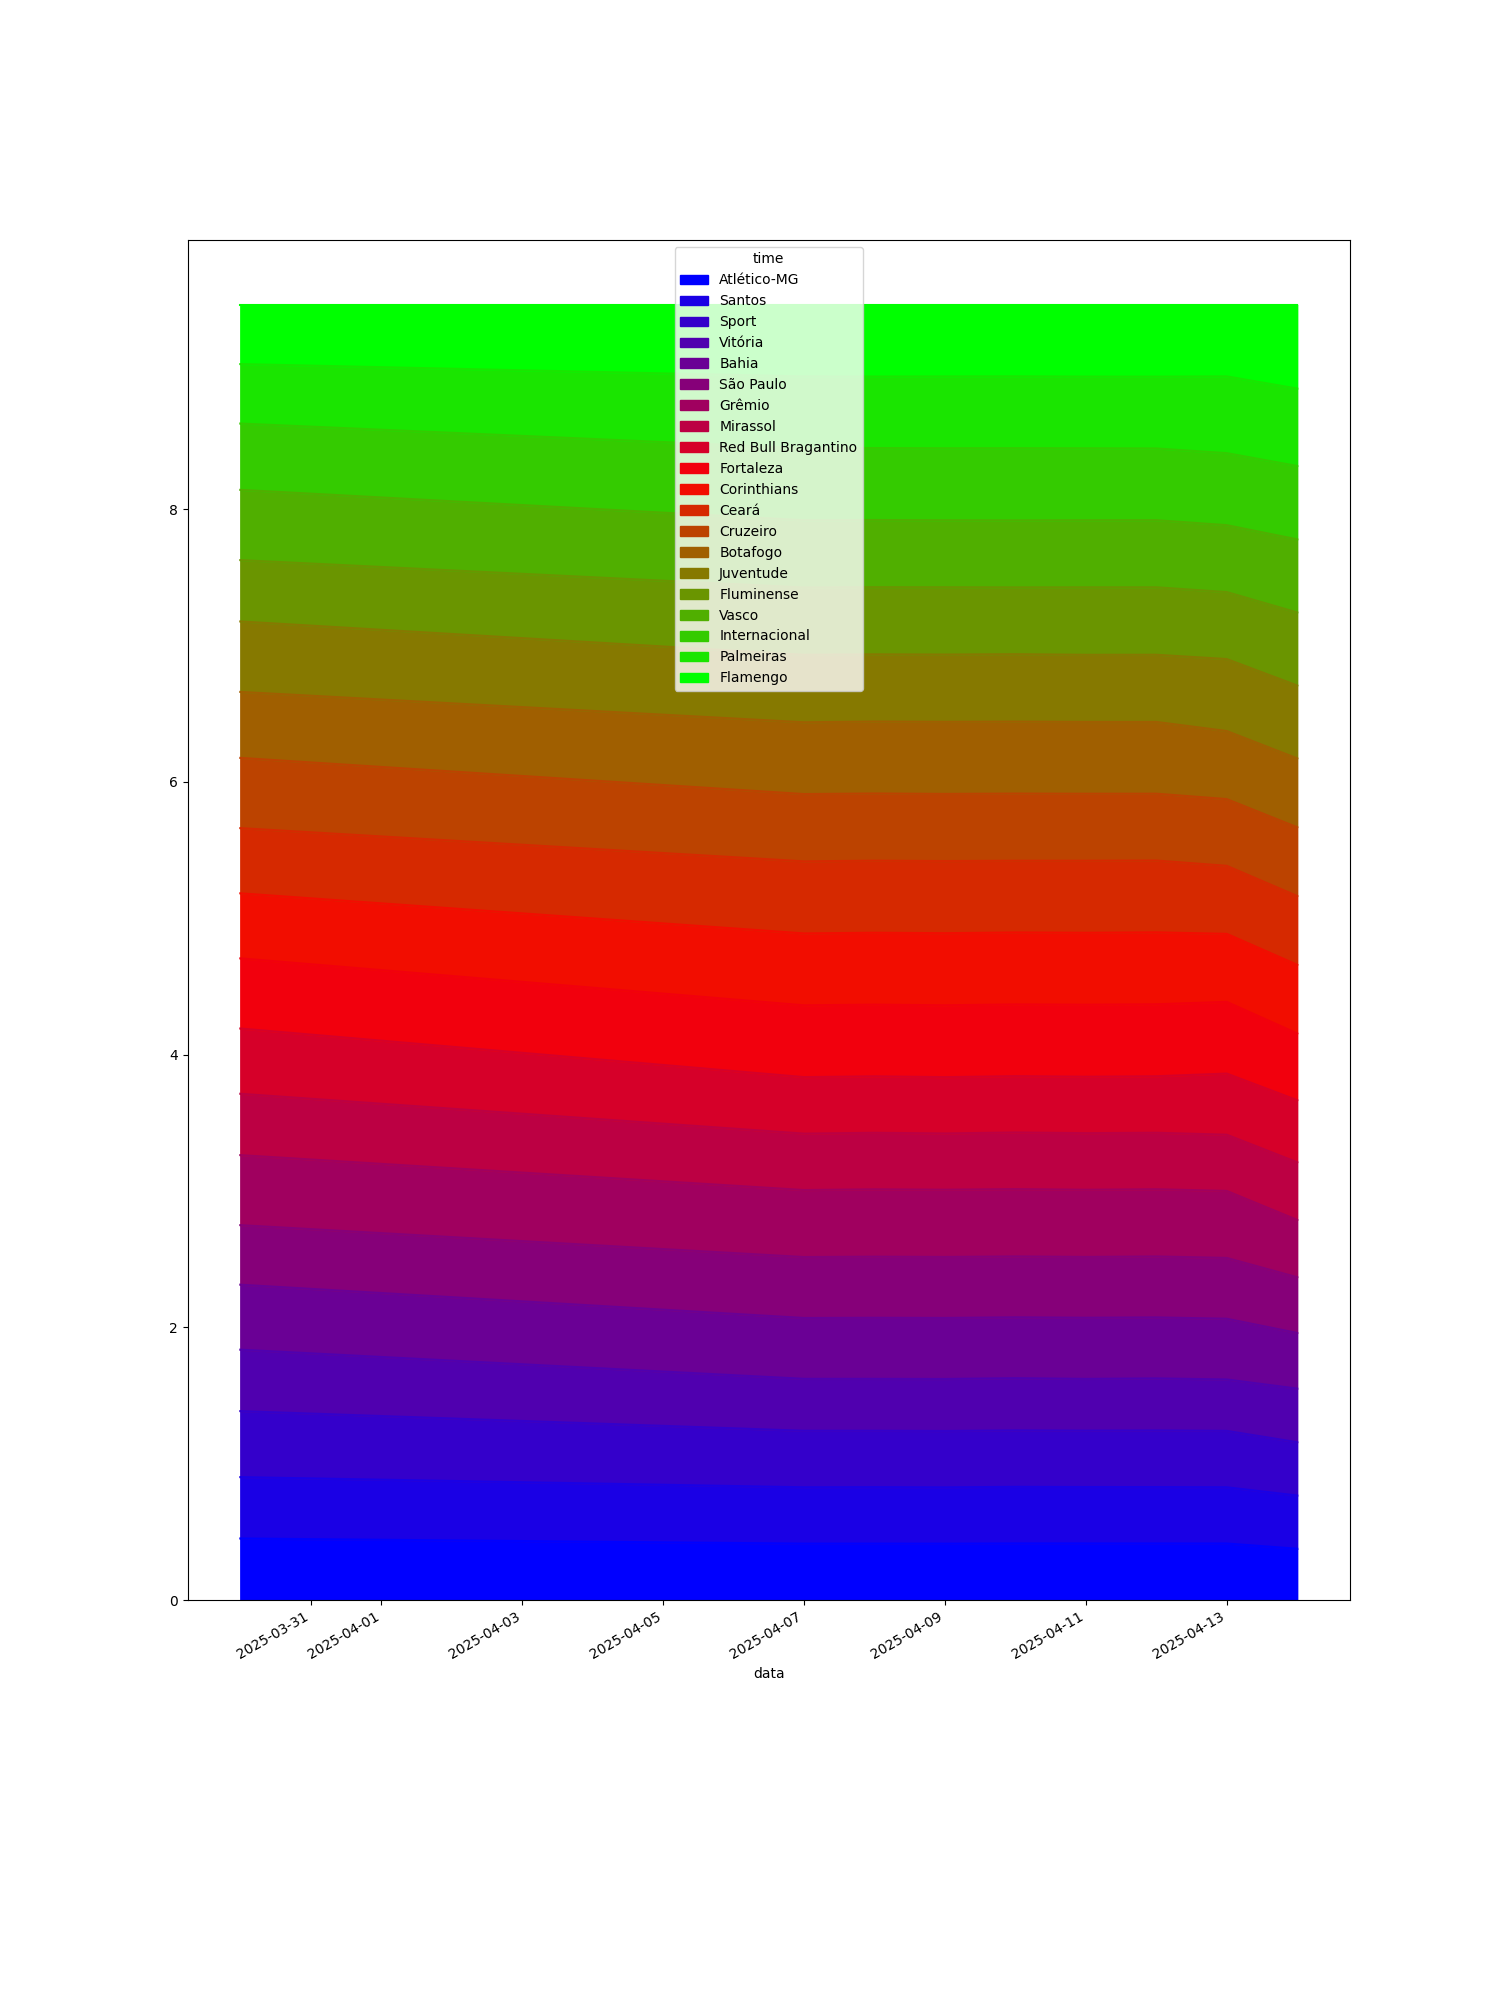 time
Atlético-MG
Santos
Sport
Vitória
Bahia
São Paulo
Grêmio
Mirassol
Red Bull Bragantino
Fortaleza
Corinthians
Ceará
Cruzeiro
Botafogo
Juventude
Fluminense
Vasco
Internacional
Palmeiras
Flamengo
8
6
4
2
0
2025-03-31 2025-04-01 2025-04-03 2025-04-05 2025-04-07 2025-04-09 2025-04-11 2025-04-13
data